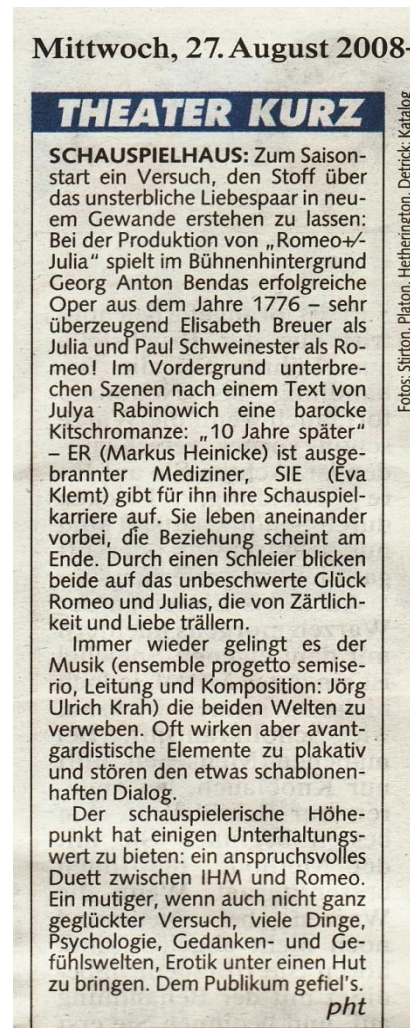 Mittwoch, 27. August 2008-
THEATER KURZ
SCHAUSPIELHAUS: Zum Saison-
start ein Versuch, den Stoff über
das unsterbliche Liebespaar in neu-
em Gewande erstehen zu lassen:
Bei der Produktion von „Romeo+/-
Julia“ spielt im Bühnenhintergrund
Georg Anton Bendas erfolgreiche
Oper aus dem Jahre 1776 – sehr
überzeugend Elisabeth Breuer als
Julia und Paul Schweinester als Ro-
meo! Im Vordergrund unterbre-
chen Szenen nach einem Text von
Julya Rabinowich eine barocke
Kitschromanze: „10 Jahre später“
– ER (Markus Heinicke) ist ausge-
brannter Mediziner, SIE (Eva
Klemt) gibt für ihn ihre Schauspiel-
karriere auf. Sie leben aneinander
vorbei, die Beziehung scheint am
Ende. Durch einen Schleier blicken
beide auf das unbeschwerte Glück
Romeo und Julias, die von Zärtlich-
keit und Liebe trällern.
Immer wieder gelingt es der
Musik (ensemble progetto semise-
rio, Leitung und Komposition: Jörg
Ulrich Krah) die beiden Welten zu
verweben. Oft wirken aber avant-
gardistische Elemente zu plakativ
und stören den etwas schablonen-
haften Dialog.
Der schauspielerische Höhe-
punkt hat einigen Unterhaltungs-
wert zu bieten: ein anspruchsvolles
Duett zwischen IHM und Romeo.
Ein mutiger, wenn auch nicht ganz
geglückter Versuch, viele Dinge,
Psychologie, Gedanken- und Ge-
fühlswelten, Erotik unter einen Hut
zu bringen. Dem Publikum gefiel's.
pht
Fotos: Stirton, Platon, Hetherington, Detrick; Katalog